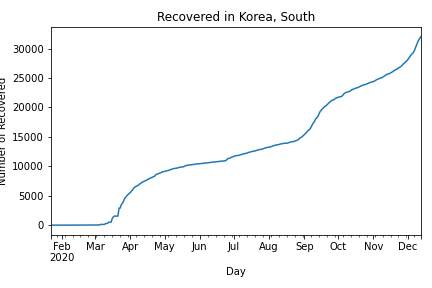 Recovered in Korea, South
Number of Recovered
30000
25000
20000
15000
10000
5000
0
Feb Mar Apr May Jun Jul Aug Sep Oct Nov Dec
2020
Day